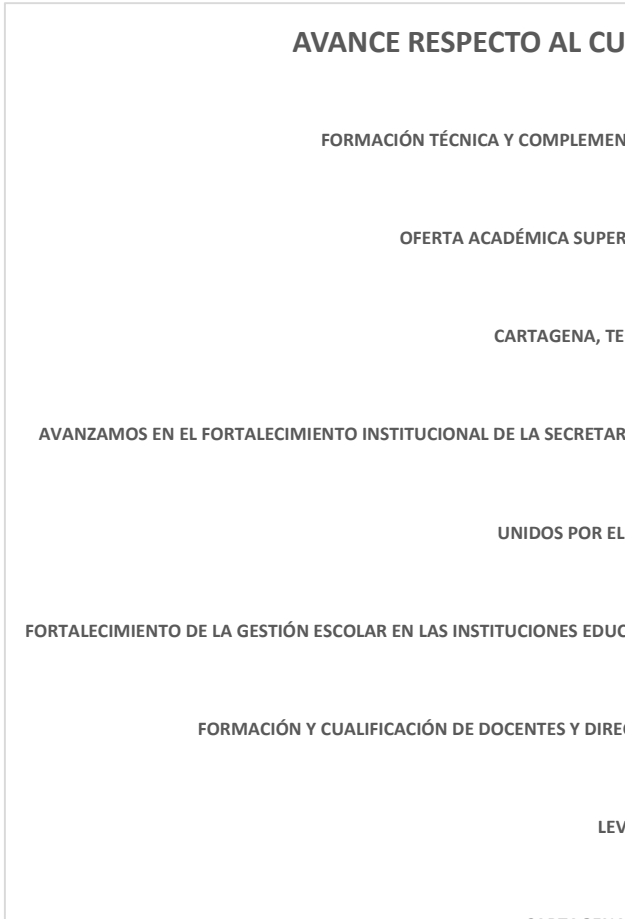 AVANCE RESPECTO AL CU
FORMACIÓN TÉCNICA Y COMPLEMEN
OFERTA ACADÉMICA SUPER
CARTAGENA, TE
AVANZAMOS EN EL FORTALECIMIENTO INSTITUCIONAL DE LA SECRETAR
UNIDOS POR EL
FORTALECIMIENTO DE LA GESTIÓN ESCOLAR EN LAS INSTITUCIONES EDUC
FORMACIÓN Y CUALIFICACIÓN DE DOCENTES Y DIREC
LEV